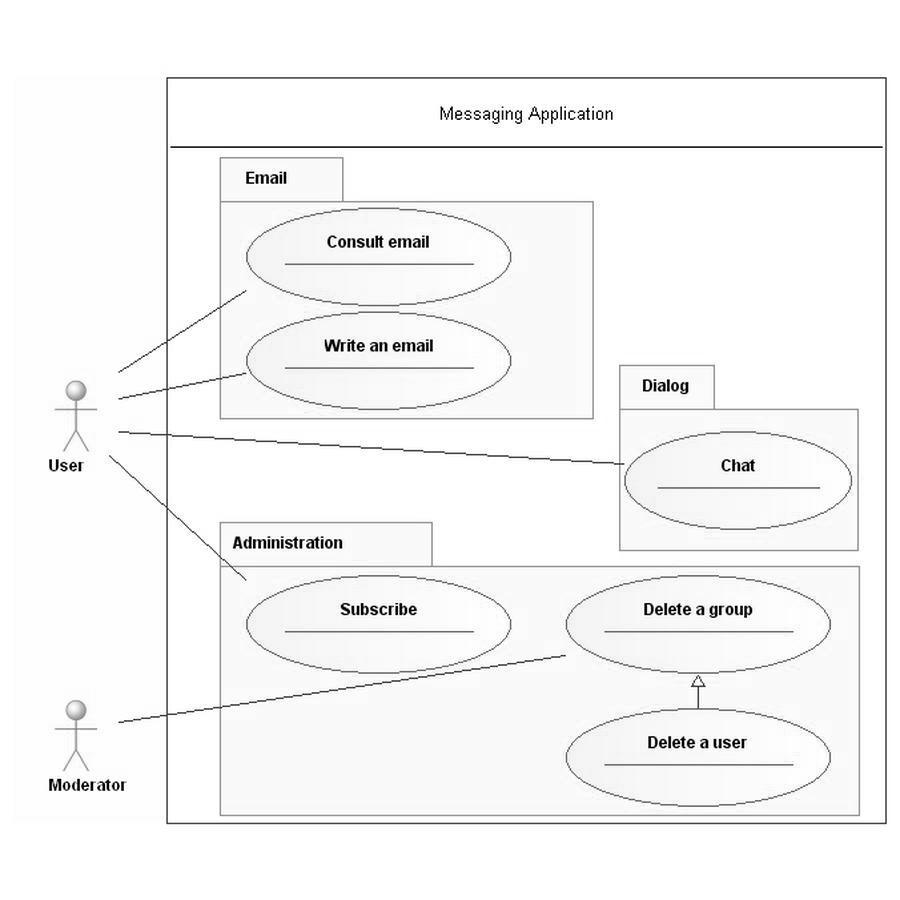 Messaging Application
Email
Consult email
Write an email
Dialog
User
Chat
Administration
Subscribe
Delete a group
Delete a user
Moderator